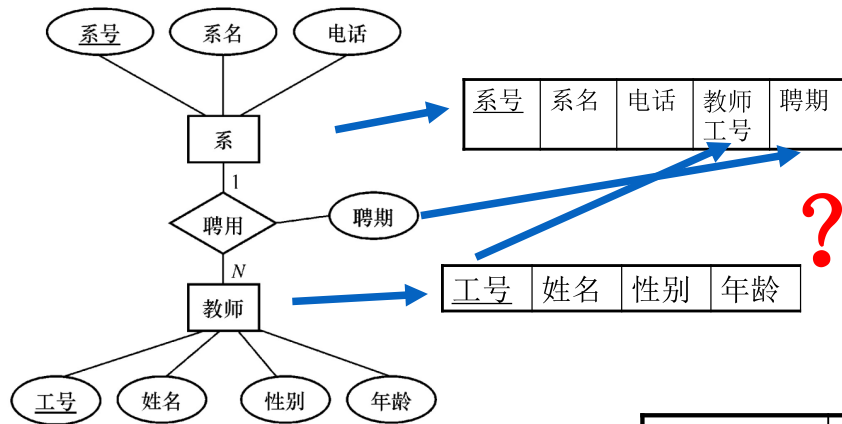 系号 系名 电话
系号 系名 电话 教师工号 聘期
系
1
聘用 聘期
?
N
教师
工号 姓名 性别 年龄
工号 姓名 性别 年龄